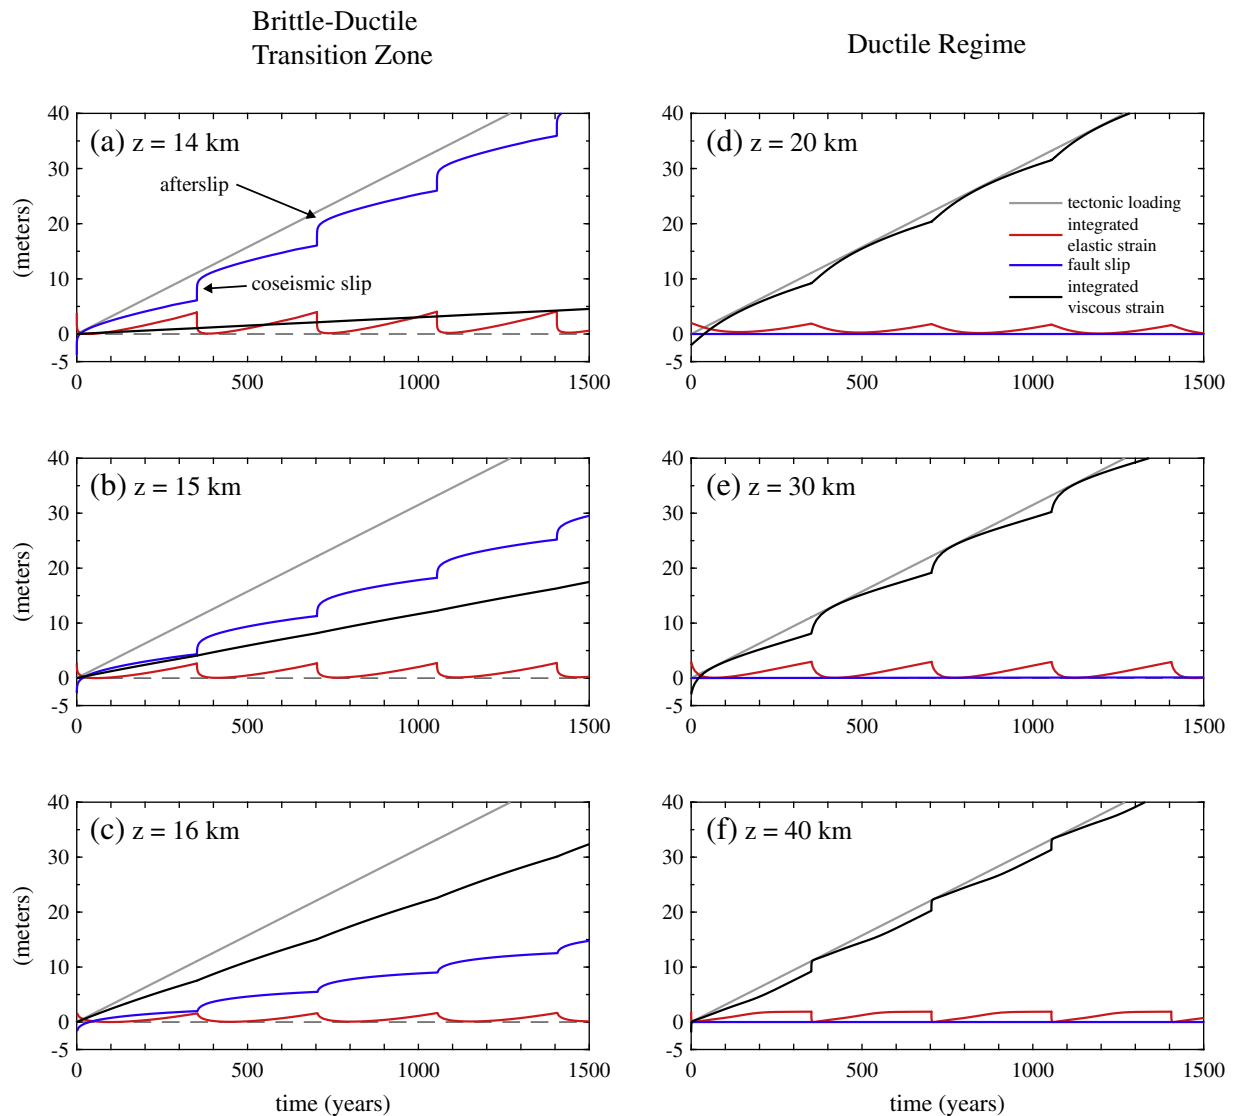 Brittle-Ductile
Transition Zone
Ductile Regime
(a) z = 14 km
afterslip
coseismic slip
(meters)
40
30
20
10
0
-5
0
500
1000
1500
(d) z = 20 km
tectonic loading
integrated
elastic strain
fault slip
integrated
viscous strain
40
30
20
10
0
-5
0
500
1000
1500
(b) z = 15 km
(meters)
40
30
20
10
0
-5
0
500
1000
1500
(e) z = 30 km
40
30
20
10
0
-5
0
500
1000
1500
(c) z = 16 km
(meters)
40
30
20
10
0
-5
0
500
1000
1500
time (years)
(f) z = 40 km
40
30
20
10
0
-5
0
500
1000
1500
time (years)